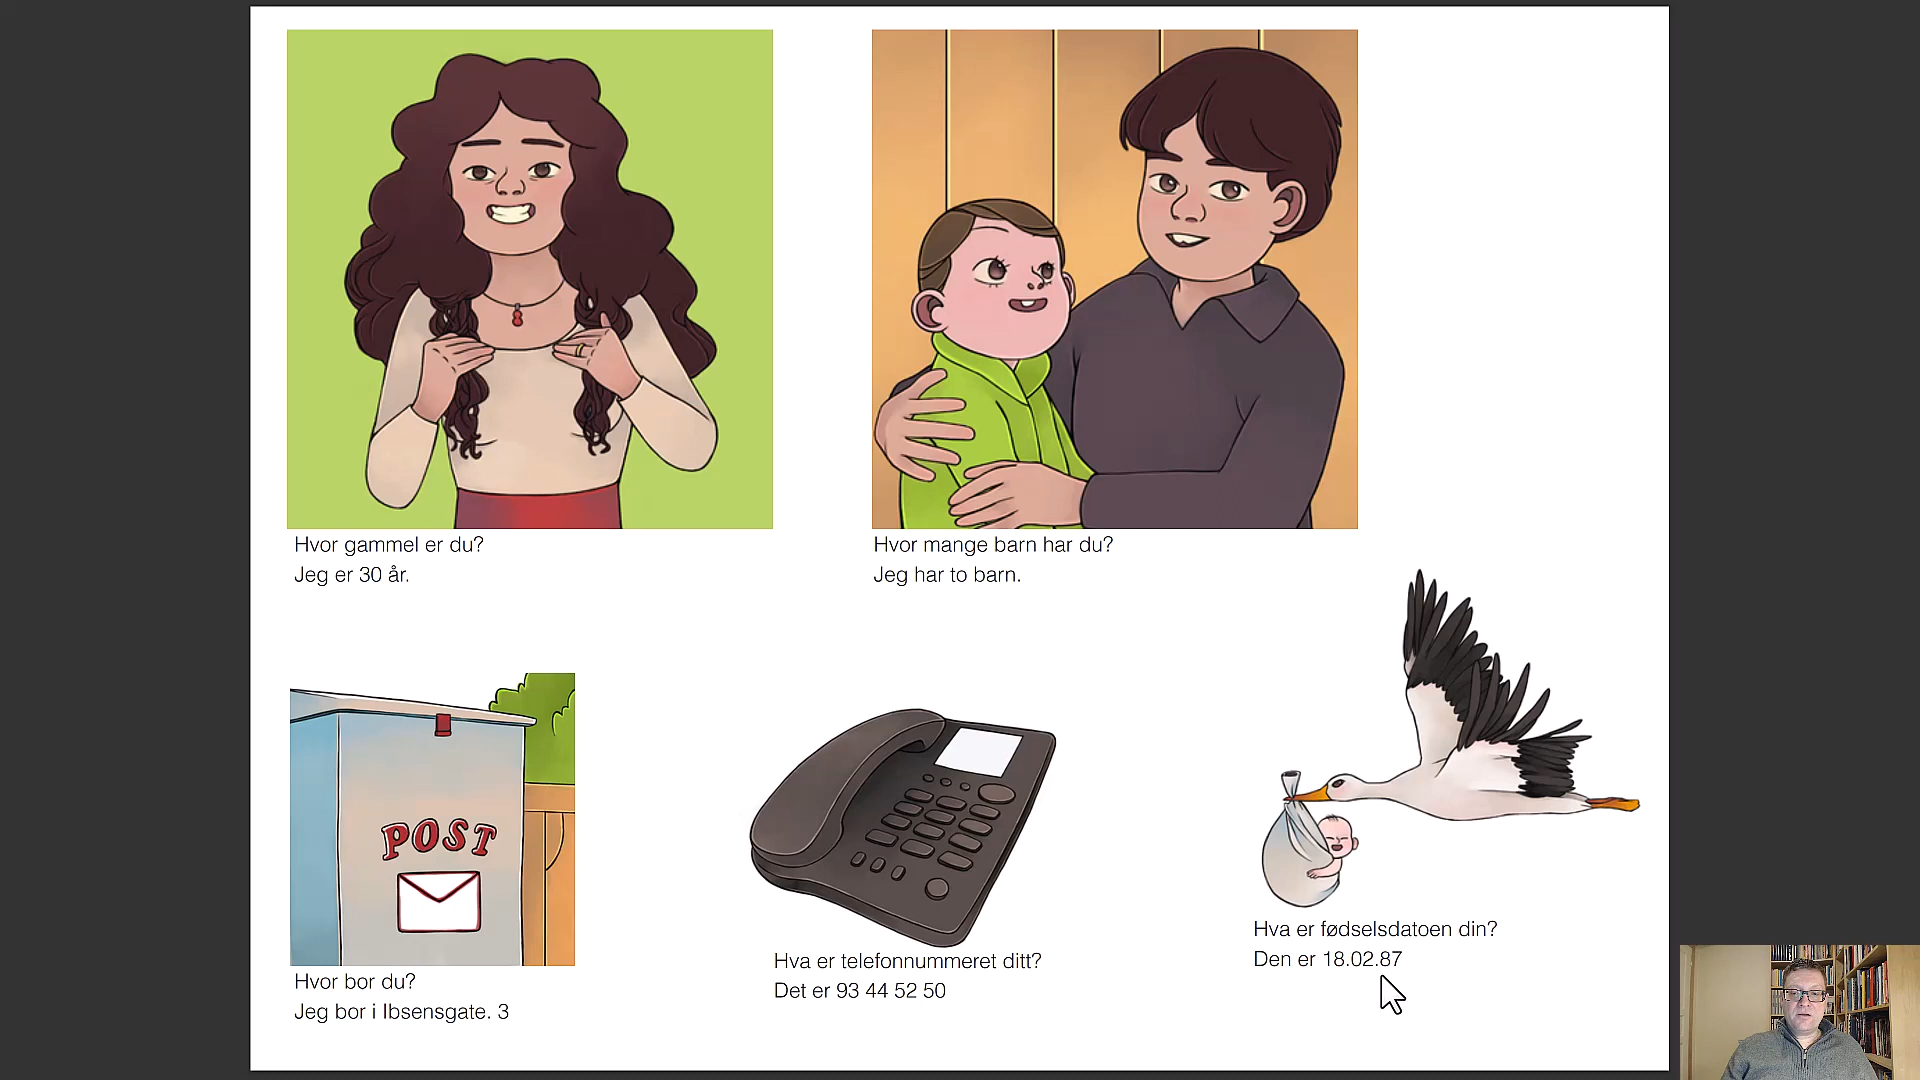 Hvor gammel er du?
Jeg er 30 år.
Hvor mange barn har du?
Jeg har to barn.
POST
Hvor bor du?
Jeg bor i Ibsensgate. 3
Hva er telefonnummeret ditt?
Det er 93 44 52 50
Hva er fødselsdatoen din?
Den er 18.02.87